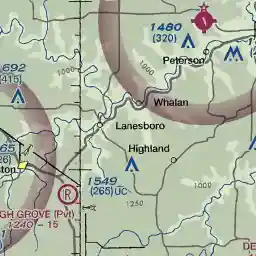 1480
(320)
Peterson
692
(415)
1000
1000
Whalan
Lanesboro
Highland
1549
(265) UC
R
GH GROVE (Pvt)
1240 - 15
1250
DE